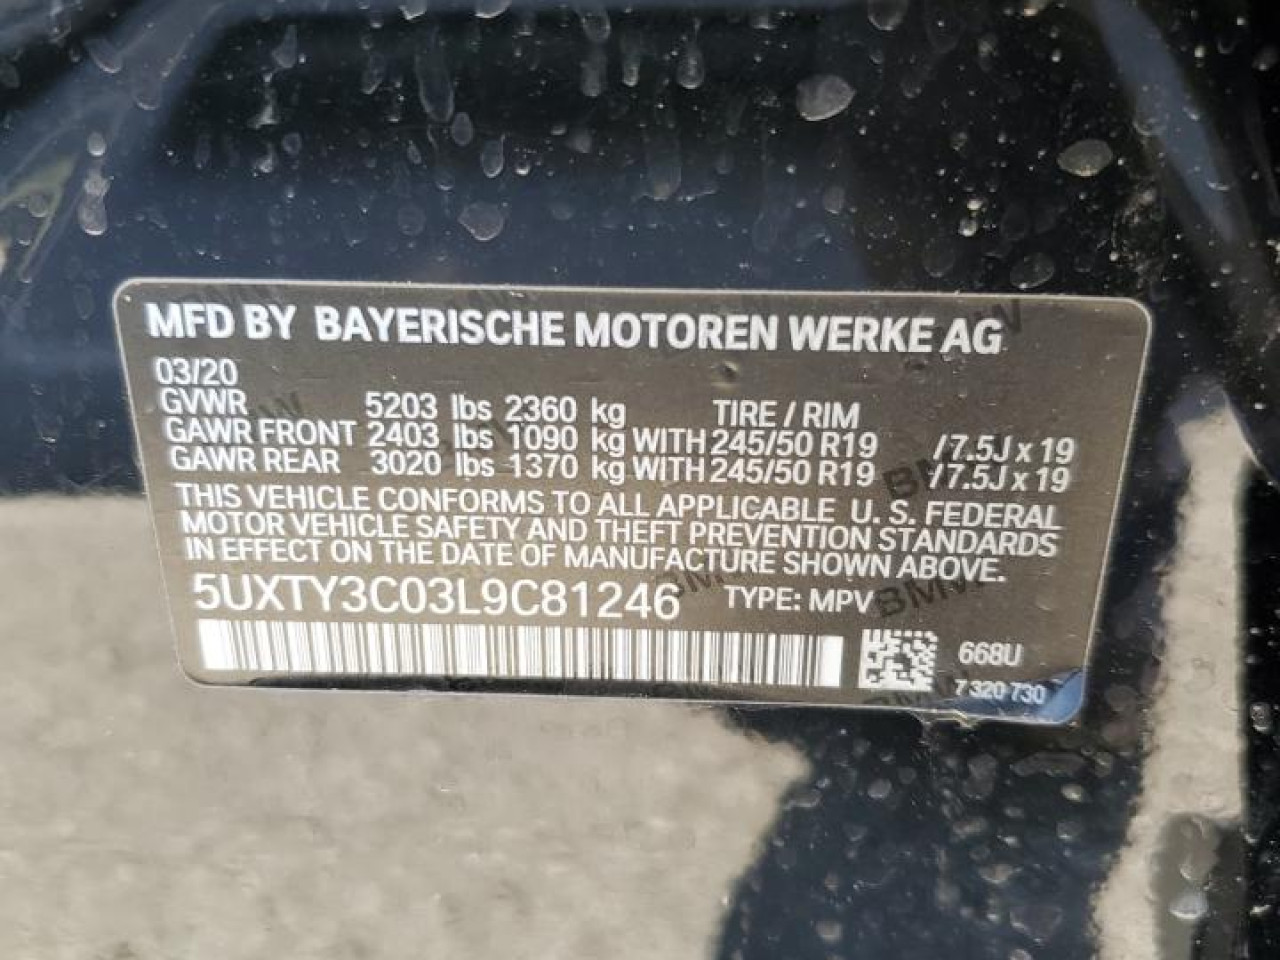 MFD BY BAYERISCHE MOTOREN WERKE AG
03/20
GVWR 5203 lbs 2360 kg TIRE / RIM
GAWR FRONT 2403 lbs 1090 kg WITH 245/50 R19 / 7.5J x 19
GAWR REAR 3020 lbs 1370 kg WITH 245/50 R19 / 7.5J x 19
THIS VEHICLE CONFORMS TO ALL APPLICABLE U. S. FEDERAL
MOTOR VEHICLE SAFETY AND THEFT PREVENTION STANDARDS
IN EFFECT ON THE DATE OF MANUFACTURE SHOWN ABOVE.
5UXTY3C03L9C81246 TYPE: MPV
668U
7 320 730